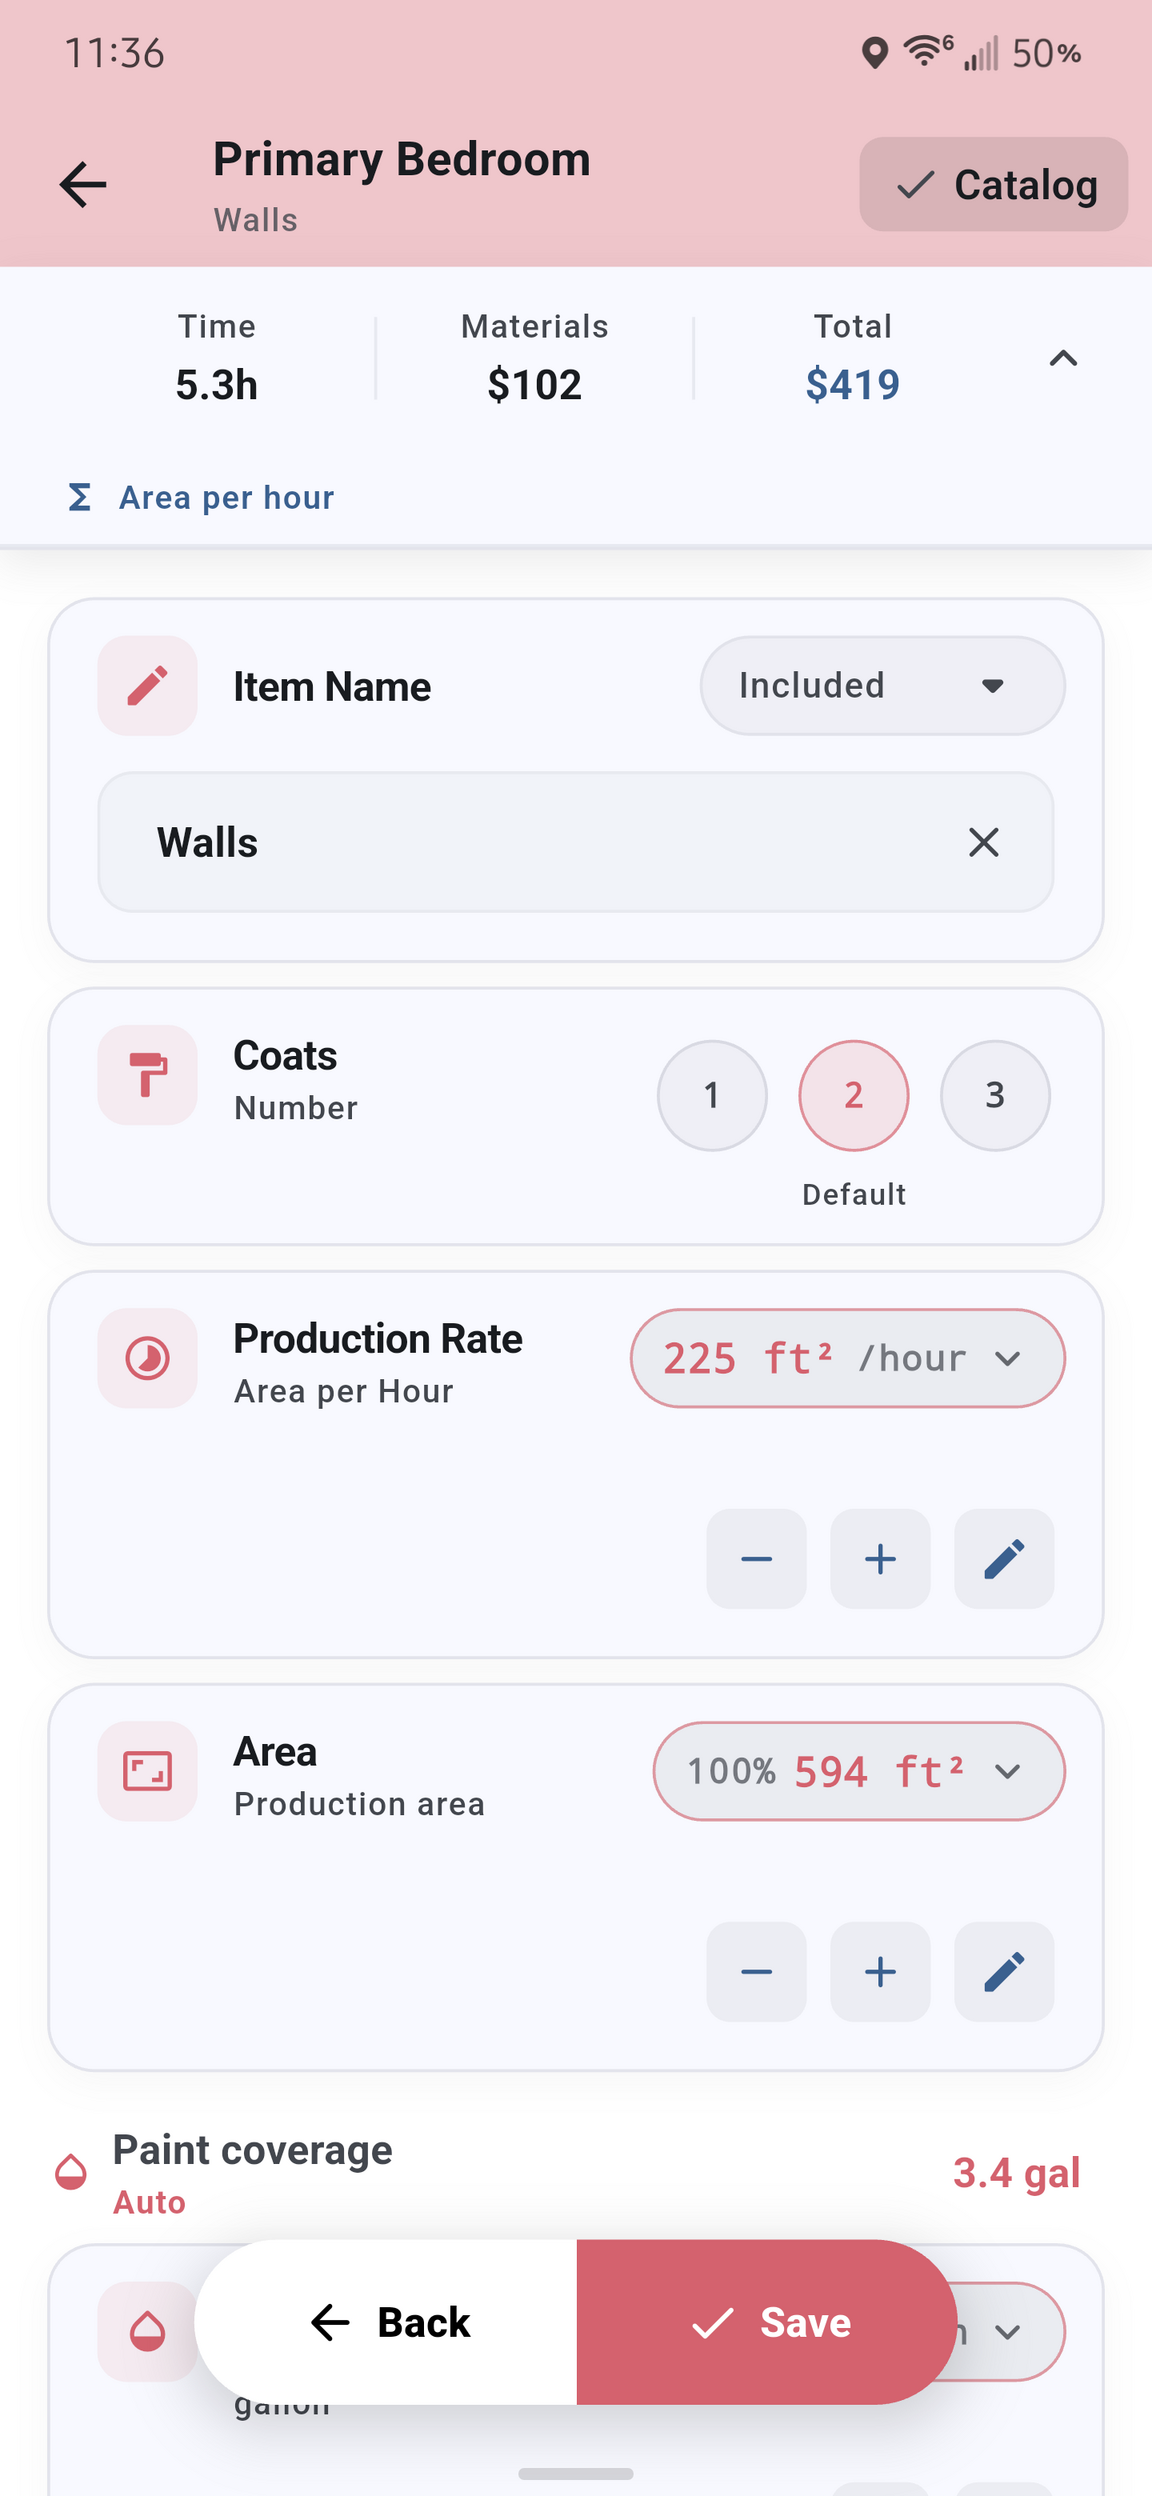 11:36
6
50%
Primary Bedroom
Walls
Catalog
Time
Materials
Total
5.3h
$102
$419
Σ Area per hour
Item Name
Included
Walls
Coats
Number
1
2
3
Default
Production Rate
Area per Hour
225 ft² /hour
Area
Production area
100% 594 ft²
Paint coverage
Auto
3.4 gal
Back
Save
gallon